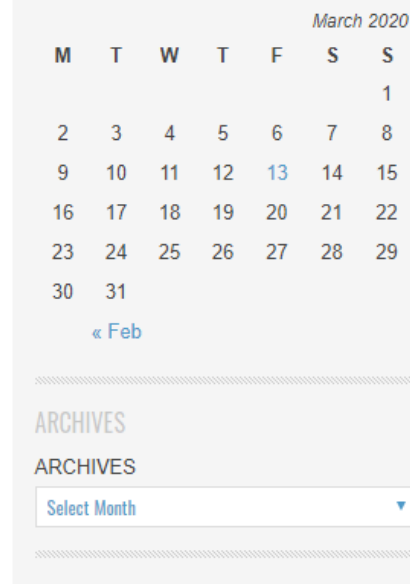 March 2020
M T W T F S S
1
2 3 4 5 6 7 8
9 10 11 12 13 14 15
16 17 18 19 20 21 22
23 24 25 26 27 28 29
30 31
« Feb
ARCHIVES
ARCHIVES
Select Month